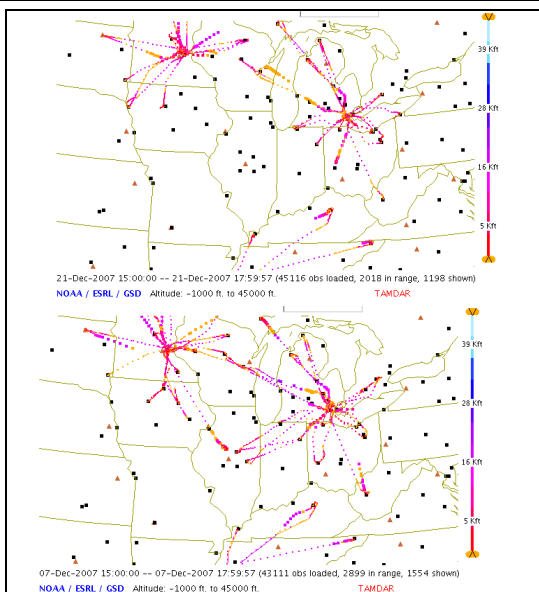 39 Kft
28 Kft
16 Kft
5 Kft
21-Dec-2007 15:00:00 -- 21-Dec-2007 17:59:57 (45116 obs loaded, 2018 in range, 1198 shown)
NOAA / ESRL / GSD Altitude: -1000 ft. to 45000 ft. TAMDAR
39 Kft
28 Kft
16 Kft
5 Kft
07-Dec-2007 15:00:00 -- 07-Dec-2007 17:59:57 (43111 obs loaded, 2899 in range, 1554 shown)
NOAA / ESRL / GSD Altitude: -1000 ft. to 45000 ft. TAMDAR